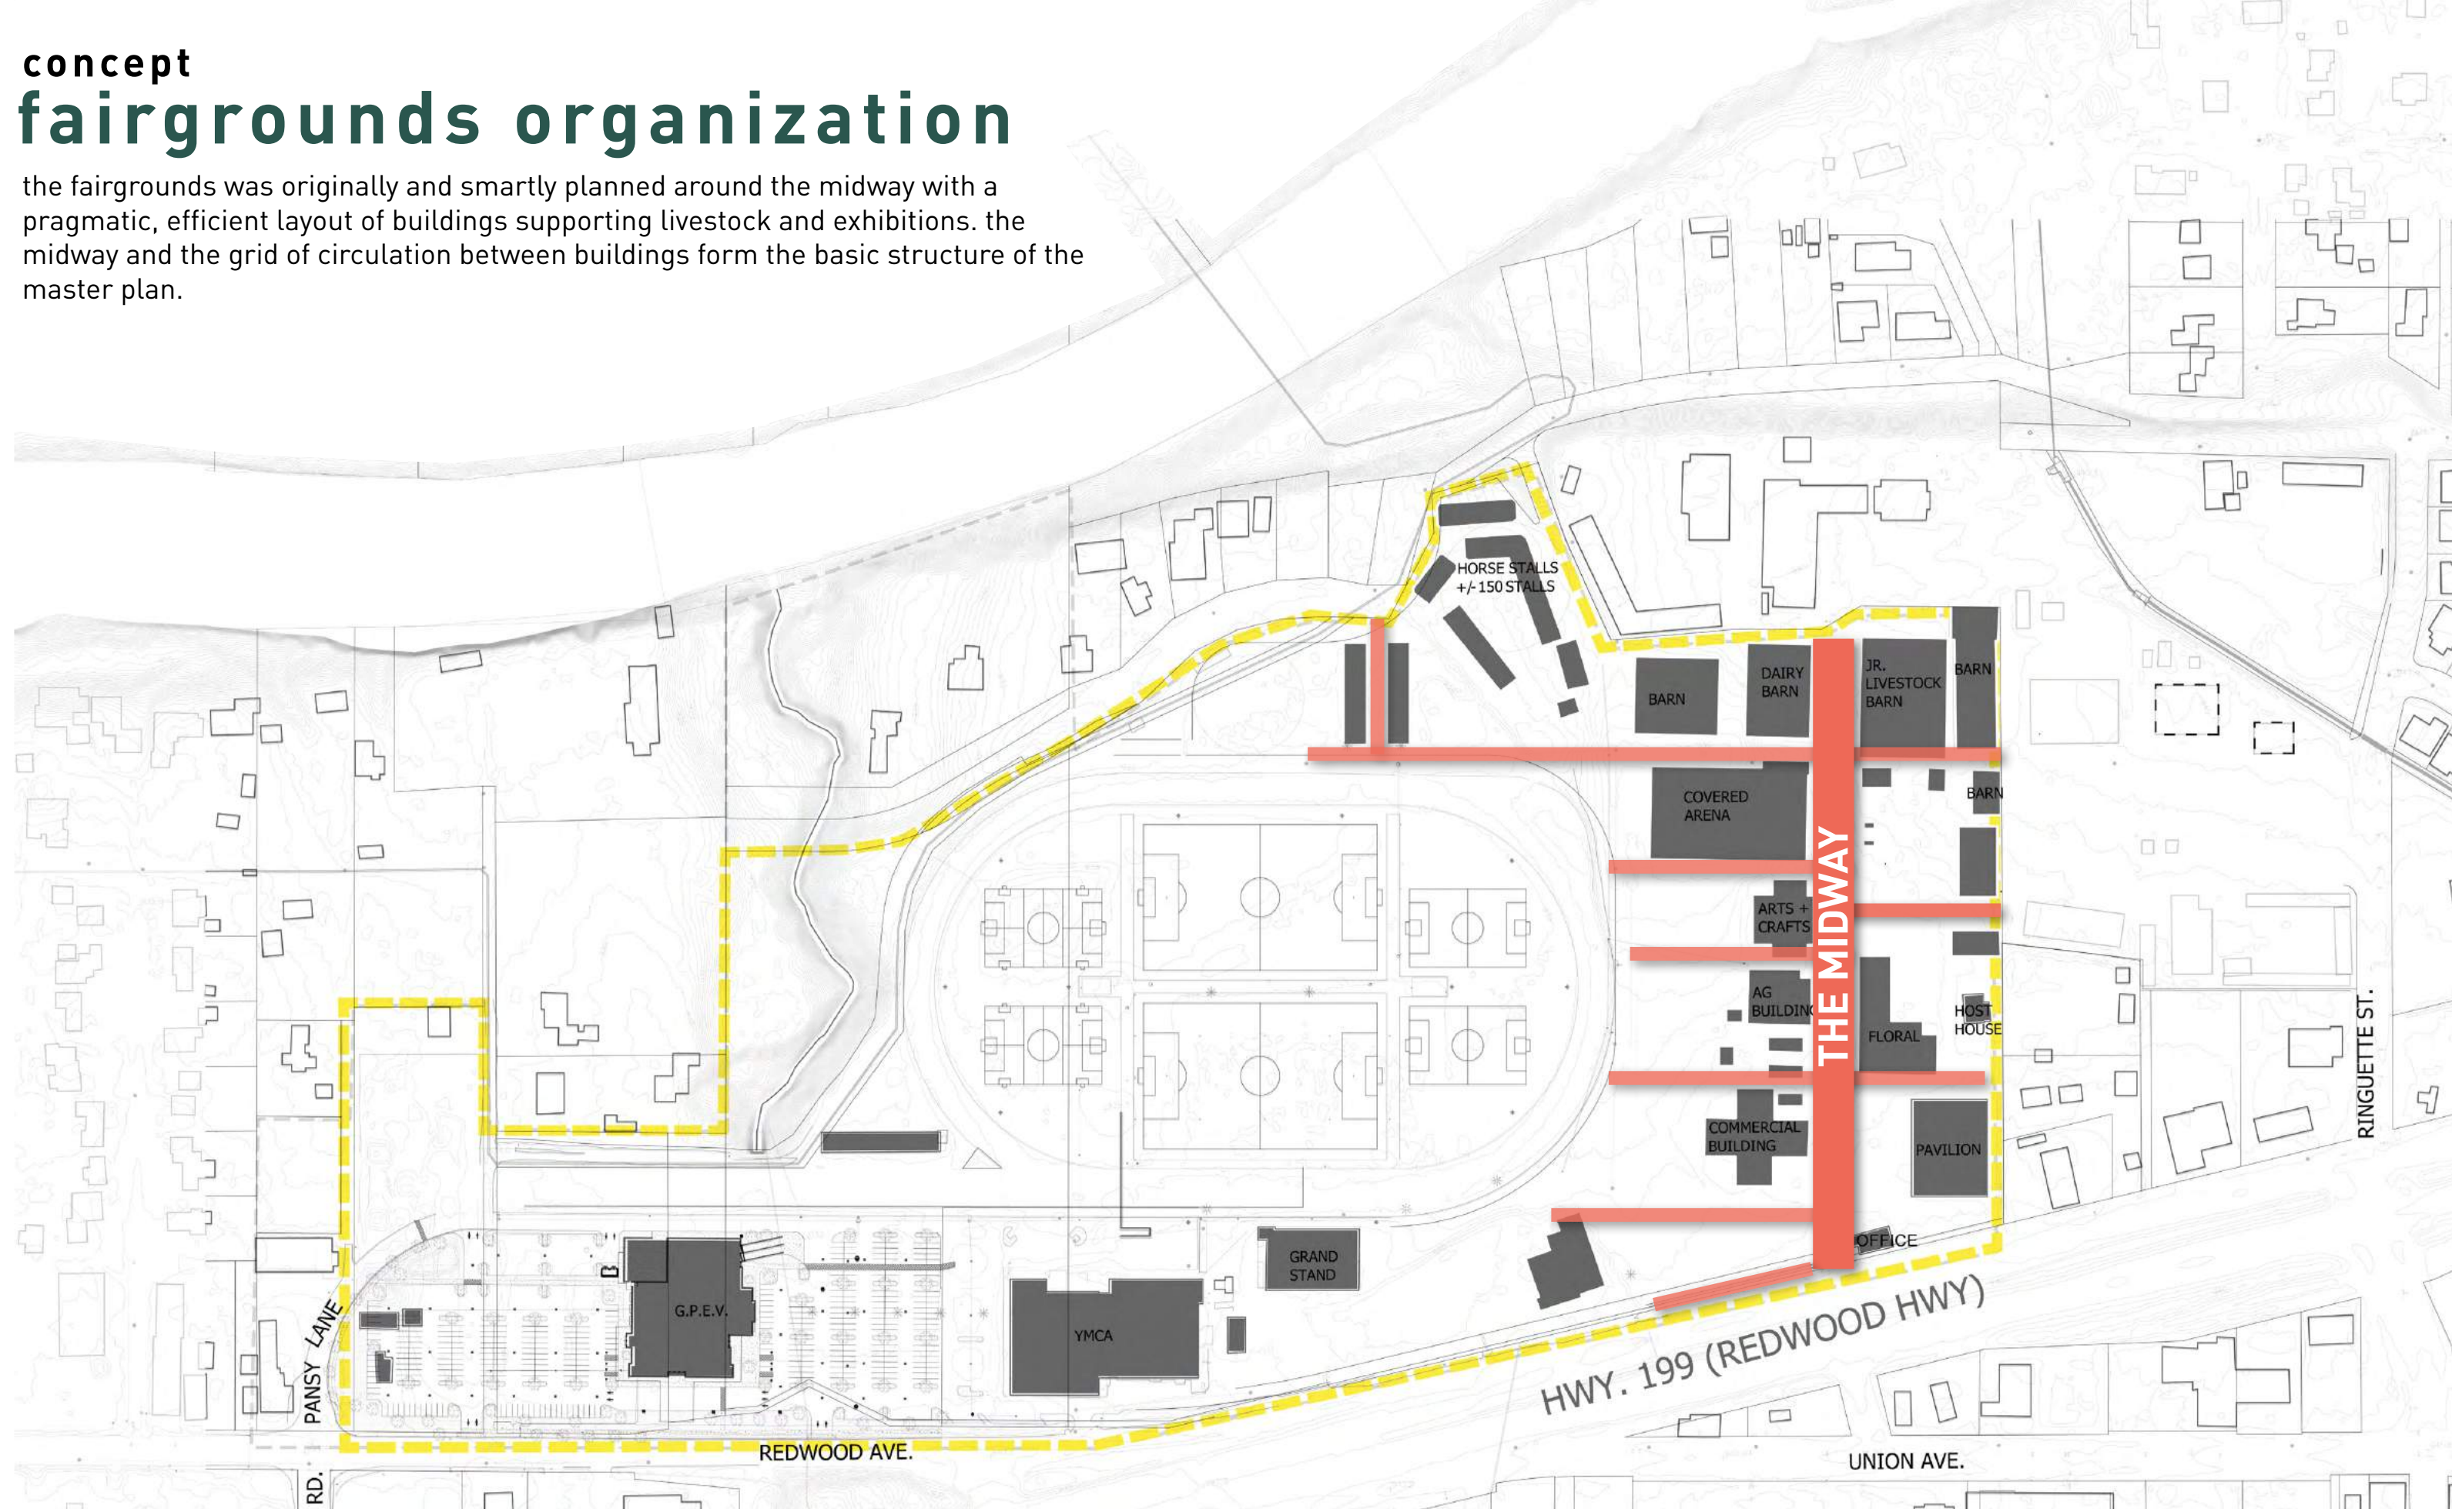 concept
fairgrounds organization
the fairgrounds was originally and smartly planned around the midway with a
pragmatic, efficient layout of buildings supporting livestock and exhibitions. the
midway and the grid of circulation between buildings form the basic structure of the
master plan.
HORSE STALLS
+/- 150 STALLS
BARN
DAIRY
BARN
JR.
LIVESTOCK
BARN
BARN
COVERED
ARENA
BARN
THE MIDWAY
ARTS +
CRAFTS
AG
BUILDING
FLORAL
HOST
HOUSE
COMMERCIAL
BUILDING
PAVILION
OFFICE
GRAND
STAND
G.P.E.V.
YMCA
PANSY LANE
RD.
REDWOOD AVE.
HWY. 199 (REDWOOD HWY)
UNION AVE.
RINGUETTE ST.